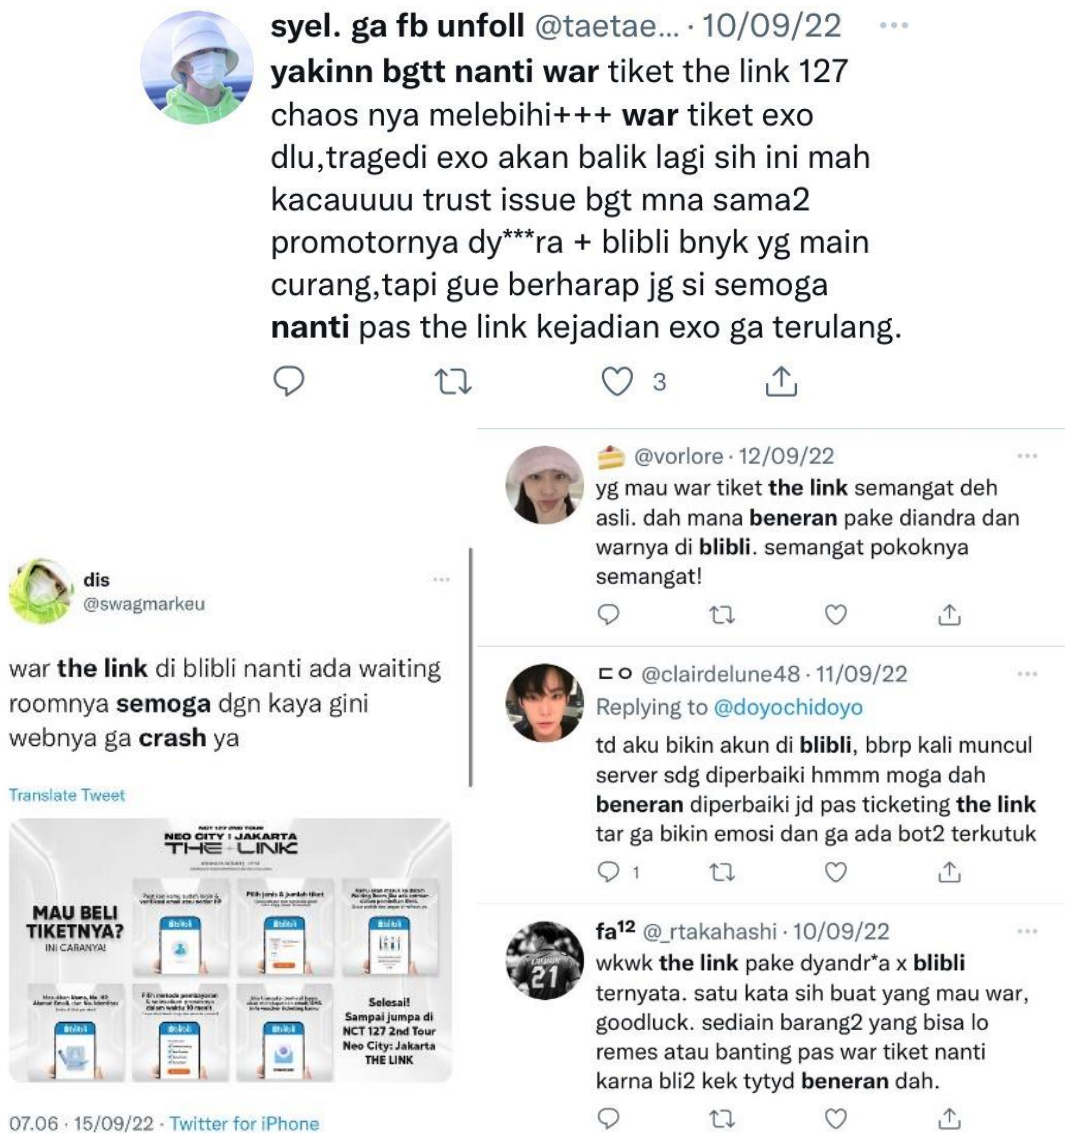 syel. ga fb unfoll @taetae... · 10/09/22
yakinn bgtt nanti war tiket the link 127
chaos nya melebihi+++ war tiket exo
dlu,tragedi exo akan balik lagi sih ini mah
kacauuuu trust issue bgt mna sama2
promotornya dy***ra + blibli bnyk yg main
curang,tapi gue berharap jg si semoga
nanti pas the link kejadian exo ga terulang.
3
dis
@swagmarkeu
war the link di blibli nanti ada waiting
roomnya semoga dgn kaya gini
webnya ga crash ya
Translate Tweet
NCT 127 2ND TOUR
NEO CITY : JAKARTA
THE LINK
MAU BELI
TIKETNYA?
INI CARANYA!
Pilih jenis & jumlah tiket
blibli
blibli
blibli
blibli
blibli
blibli
Selesai!
Sampai jumpa di
NCT 127 2nd Tour
Neo City: Jakarta
THE LINK
07.06 · 15/09/22 · Twitter for iPhone
@vorlore · 12/09/22
yg mau war tiket the link semangat deh
asli. dah mana beneran pake diandra dan
warnya di blibli. semangat pokoknya
semangat!
ㄷㅇ @clairdelune48 · 11/09/22
Replying to @doyochidoyo
td aku bikin akun di blibli, bbrp kali muncul
server sdg diperbaiki hmmm moga dah
beneran diperbaiki jd pas ticketing the link
tar ga bikin emosi dan ga ada bot2 terkutuk
1
fa¹² @_rtakahashi · 10/09/22
wkwk the link pake dyandr*a x blibli
ternyata. satu kata sih buat yang mau war,
goodluck. sediain barang2 yang bisa lo
remes atau banting pas war tiket nanti
karna bli2 kek tytyd beneran dah.
21